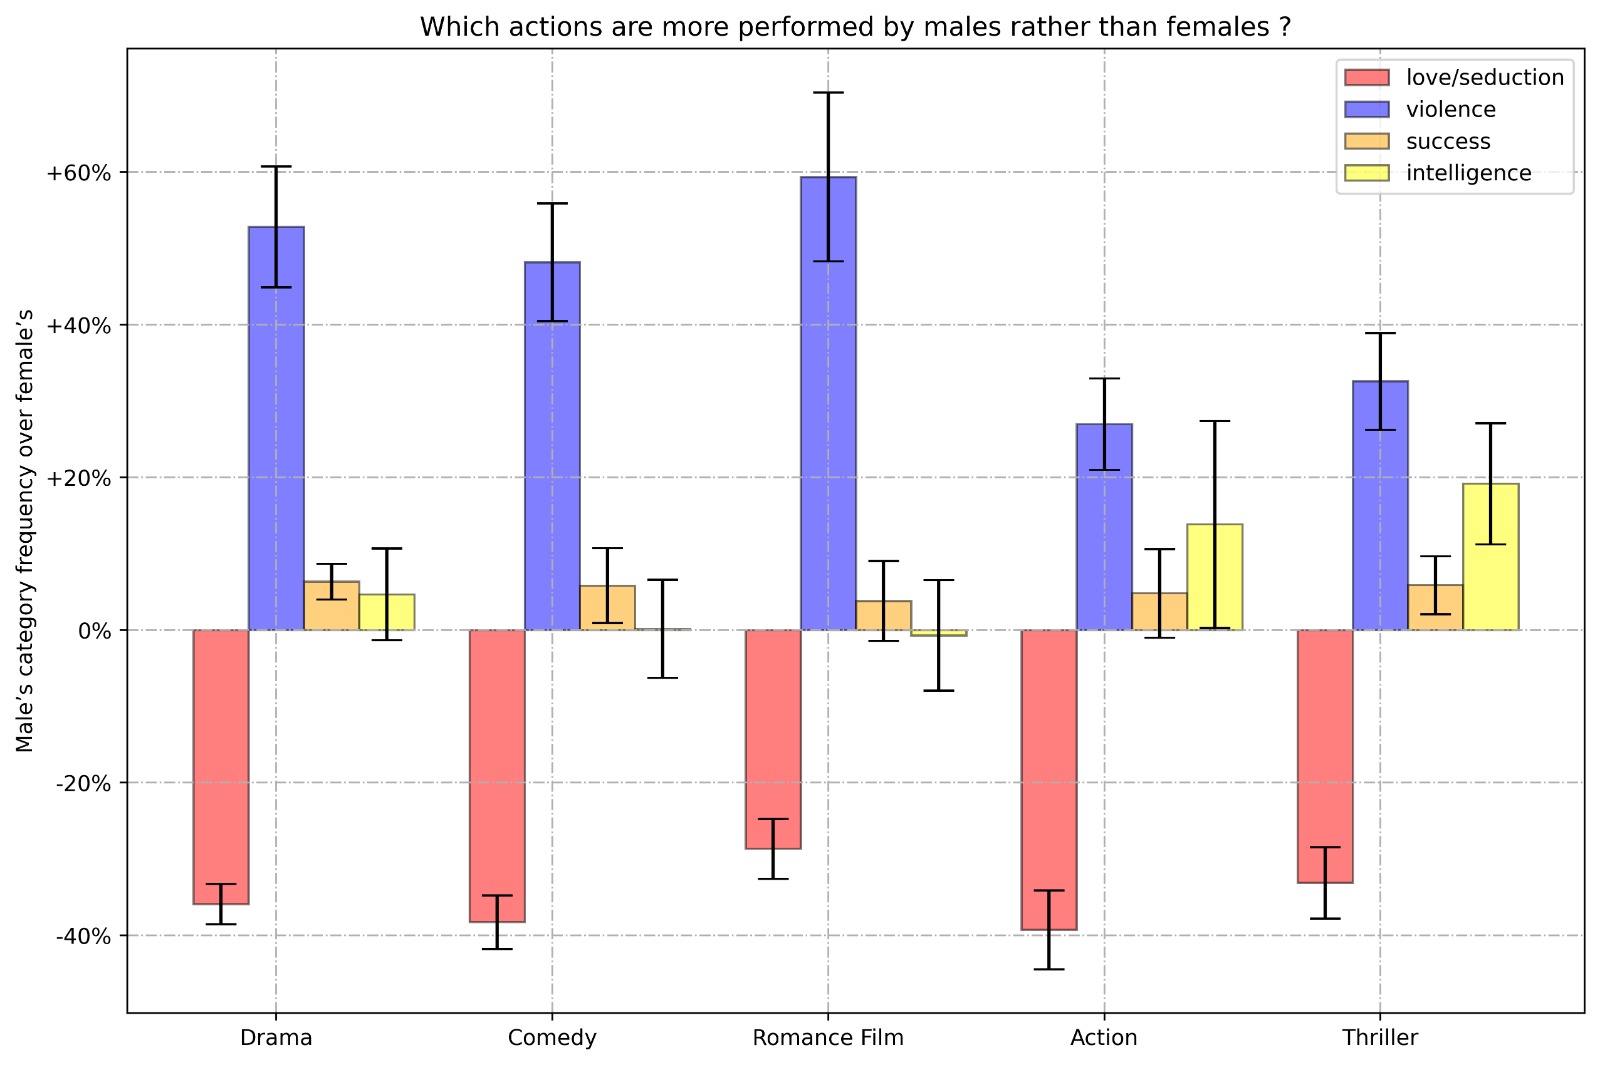 Which actions are more performed by males rather than females ?
love/seduction
violence
success
intelligence
Male’s category frequency over female’s
+60%
+40%
+20%
0%
-20%
-40%
Drama
Comedy
Romance Film
Action
Thriller